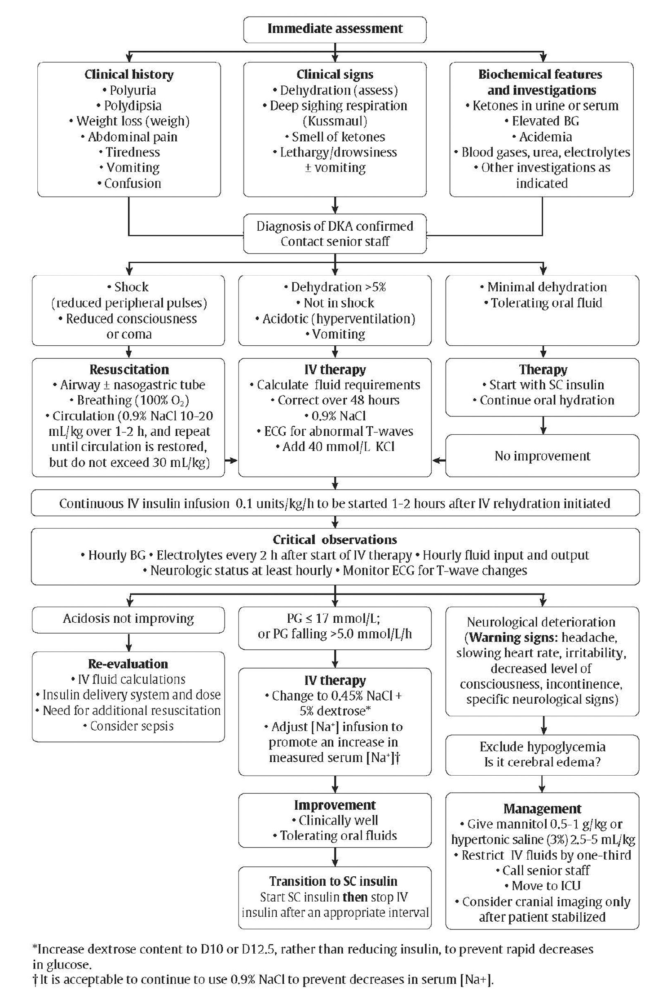 Immediate assessment
Clinical history
• Polyuria
• Polydipsia
• Weight loss (weigh)
• Abdominal pain
• Tiredness
• Vomiting
• Confusion
Clinical signs
• Dehydration (assess)
• Deep sighing respiration
(Kussmaul)
• Smell of ketones
• Lethargy/drowsiness
± vomiting
Biochemical features
and investigations
• Ketones in urine or serum
• Elevated BG
• Acidemia
• Blood gases, urea, electrolytes
• Other investigations as
indicated
Diagnosis of DKA confirmed
Contact senior staff
• Shock
(reduced peripheral pulses)
• Reduced consciousness
or coma
• Dehydration >5%
• Not in shock
• Acidotic (hyperventilation)
• Vomiting
• Minimal dehydration
• Tolerating oral fluid
Resuscitation
• Airway ± nasogastric tube
• Breathing (100% O₂)
• Circulation (0.9% NaCl 10-20
mL/kg over 1-2 h, and repeat
until circulation is restored,
but do not exceed 30 mL/kg)
IV therapy
• Calculate fluid requirements
• Correct over 48 hours
• 0.9% NaCl
• ECG for abnormal T-waves
• Add 40 mmol/L KCl
Therapy
• Start with SC insulin
• Continue oral hydration
No improvement
Continuous IV insulin infusion 0.1 units/kg/h to be started 1-2 hours after IV rehydration initiated
Critical observations
• Hourly BG • Electrolytes every 2 h after start of IV therapy • Hourly fluid input and output
• Neurologic status at least hourly • Monitor ECG for T-wave changes
Acidosis not improving
Re-evaluation
• IV fluid calculations
• Insulin delivery system and dose
• Need for additional resuscitation
• Consider sepsis
PG ≤ 17 mmol/L;
or PG falling >5.0 mmol/L/h
IV therapy
• Change to 0.45% NaCl +
5% dextrose*
• Adjust [Na⁺] infusion to
promote an increase in
measured serum [Na⁺]†
Improvement
• Clinically well
• Tolerating oral fluids
Transition to SC insulin
Start SC insulin then stop IV
insulin after an appropriate interval
Neurological deterioration
(Warning signs: headache,
slowing heart rate, irritability,
decreased level of
consciousness, incontinence,
specific neurological signs)
Exclude hypoglycemia
Is it cerebral edema?
Management
• Give mannitol 0.5-1 g/kg or
hypertonic saline (3%) 2.5-5 mL/kg
• Restrict IV fluids by one-third
• Call senior staff
• Move to ICU
• Consider cranial imaging only
after patient stabilized
*Increase dextrose content to D10 or D12.5, rather than reducing insulin, to prevent rapid decreases
in glucose.
†It is acceptable to continue to use 0.9% NaCl to prevent decreases in serum [Na+].